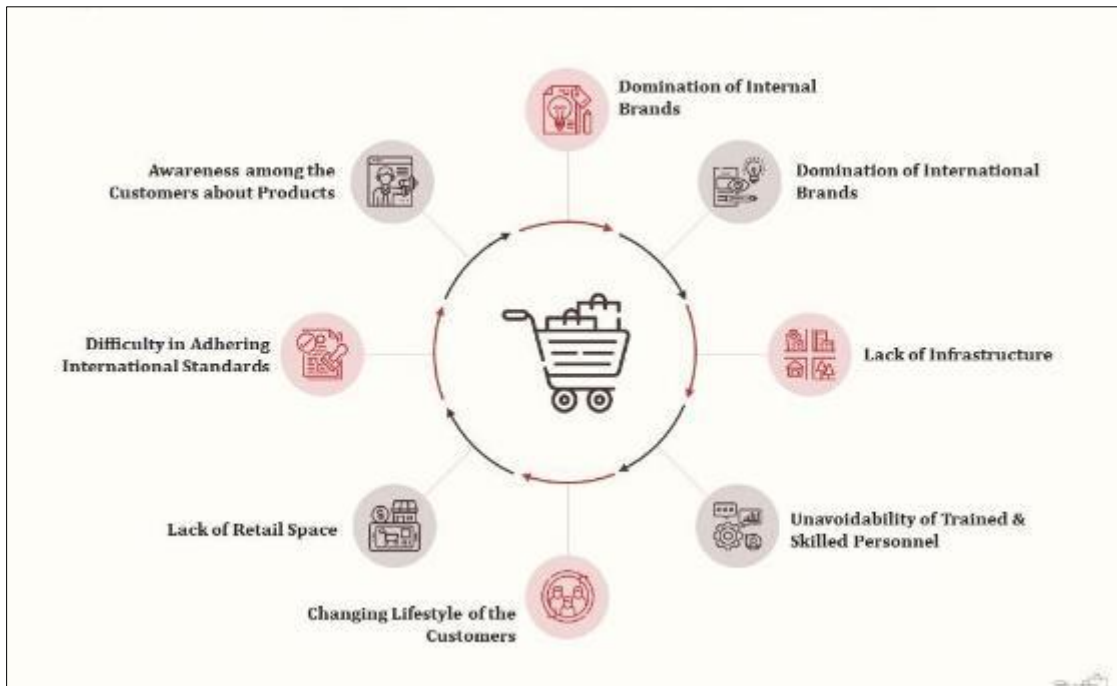 Domination of Internal
Brands
Domination of International
Brands
Lack of Infrastructure
Unavoidability of Trained &
Skilled Personnel
Changing Lifestyle of the
Customers
Lack of Retail Space
Difficulty in Adhering
International Standards
Awareness among the
Customers about Products